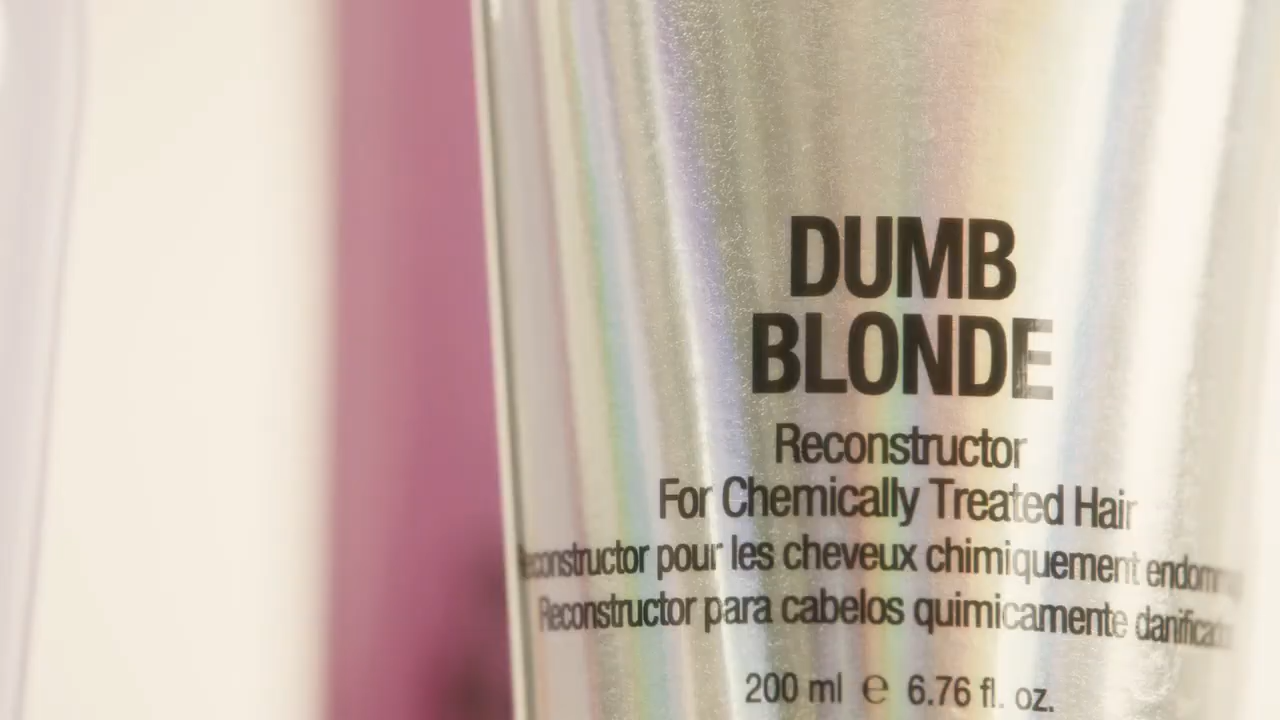 DUMB
BLONDE
Reconstructor
For Chemically Treated Hair
Reconstructor pour les cheveux chimiquement
Reconstructor para cabelos quimicamente
200 ml e 6.76 fl. oz.